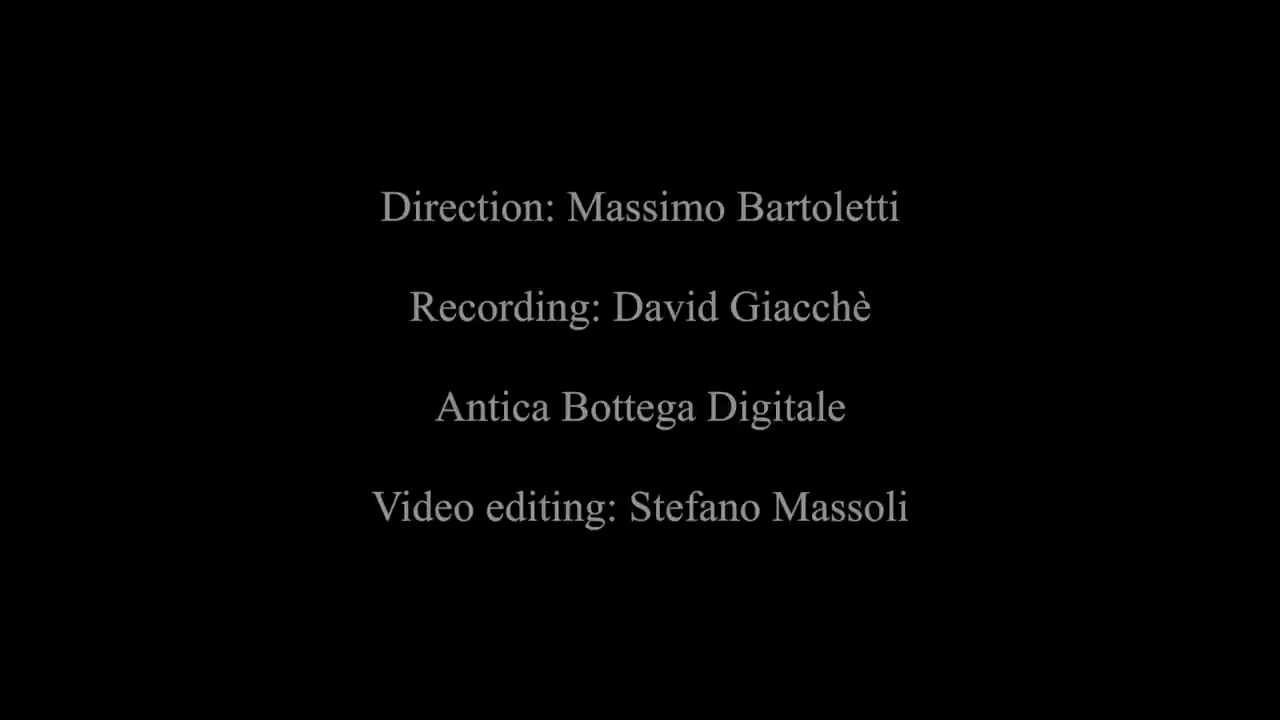 Direction: Massimo Bartoletti
Recording: David Giacchè
Antica Bottega Digitale
Video editing: Stefano Massoli